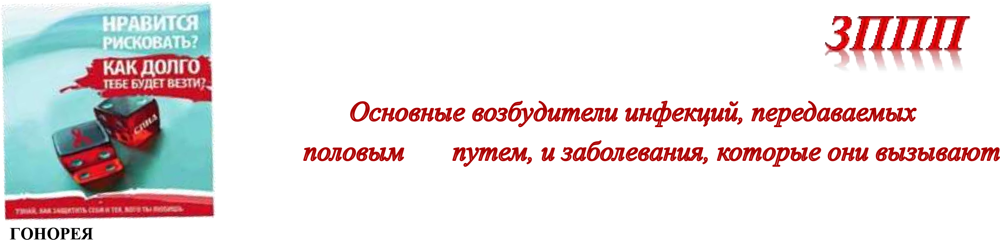 НРАВИТСЯ
РИСКОВАТЬ?
КАК ДОЛГО
ТЕБЕ БУДЕТ ВЕЗТИ?
СПИД
ЗППП
Основные возбудители инфекций, передаваемых
половым путем, и заболевания, которые они вызывают
ГОНОРЕЯ